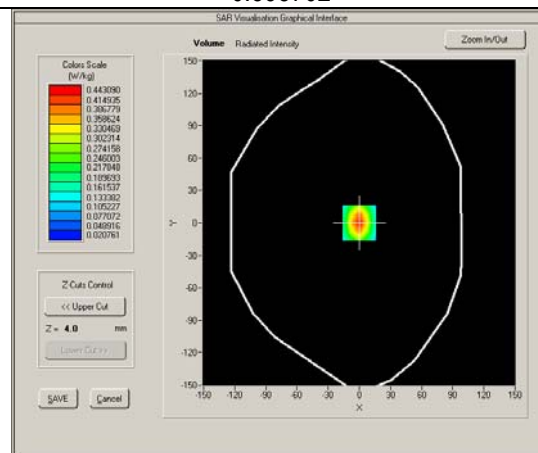 SAR Visualisation Graphical Interface
Volume Radiated Intensity
Zoom In/Out
Colors Scale
(W/kg)
0.443090
0.414935
0.386779
0.358624
0.330469
0.302314
0.274158
0.246003
0.217848
0.189693
0.161537
0.133382
0.105227
0.077072
0.048916
0.020761
Z Cuts Control
<< Upper Cut
Z = 4.0 mm
Lower Cut >>
SAVE
Cancel
150
120
90
60
30
0
-30
-60
-90
-120
-150
Y
-150 -120 -90 -60 -30 0 30 60 90 120 150
X